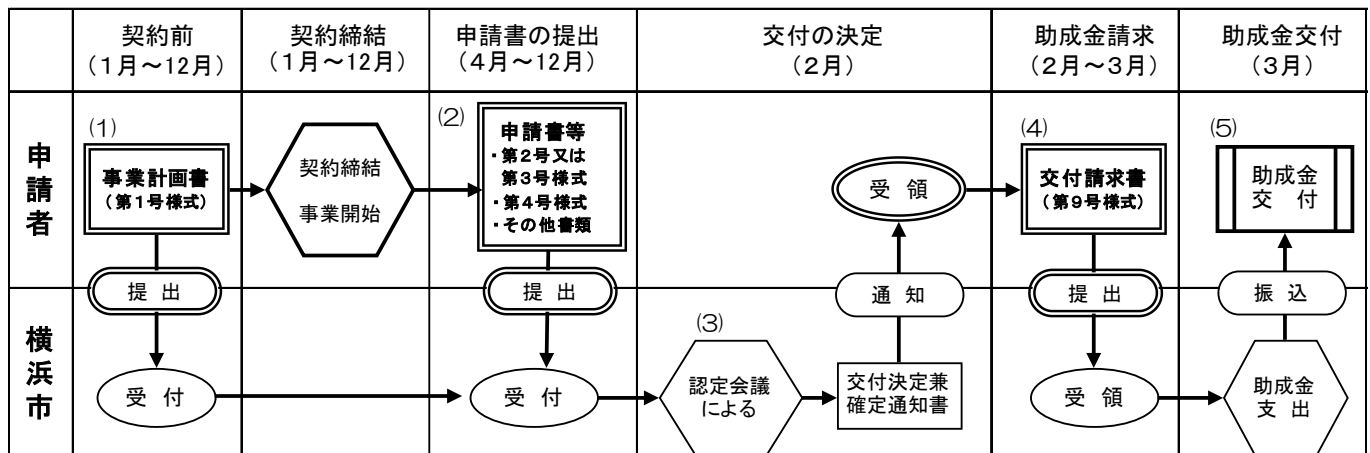 契約前
（1月～12月）
契約締結
（1月～12月）
申請書の提出
（4月～12月）
交付の決定
（2月）
助成金請求
（2月～3月）
助成金交付
（3月）
申請者
(1)
事業計画書
（第1号様式）
契約締結
事業開始
(2)
申請書等
・第2号又は
第3号様式
・第4号様式
・その他書類
受 領
(4)
交付請求書
（第9号様式）
(5)
助成金
交 付
提 出
提 出
通 知
提 出
振 込
横浜市
受 付
受 付
(3)
認定会議
による
交付決定兼
確定通知書
受 領
助成金
支 出